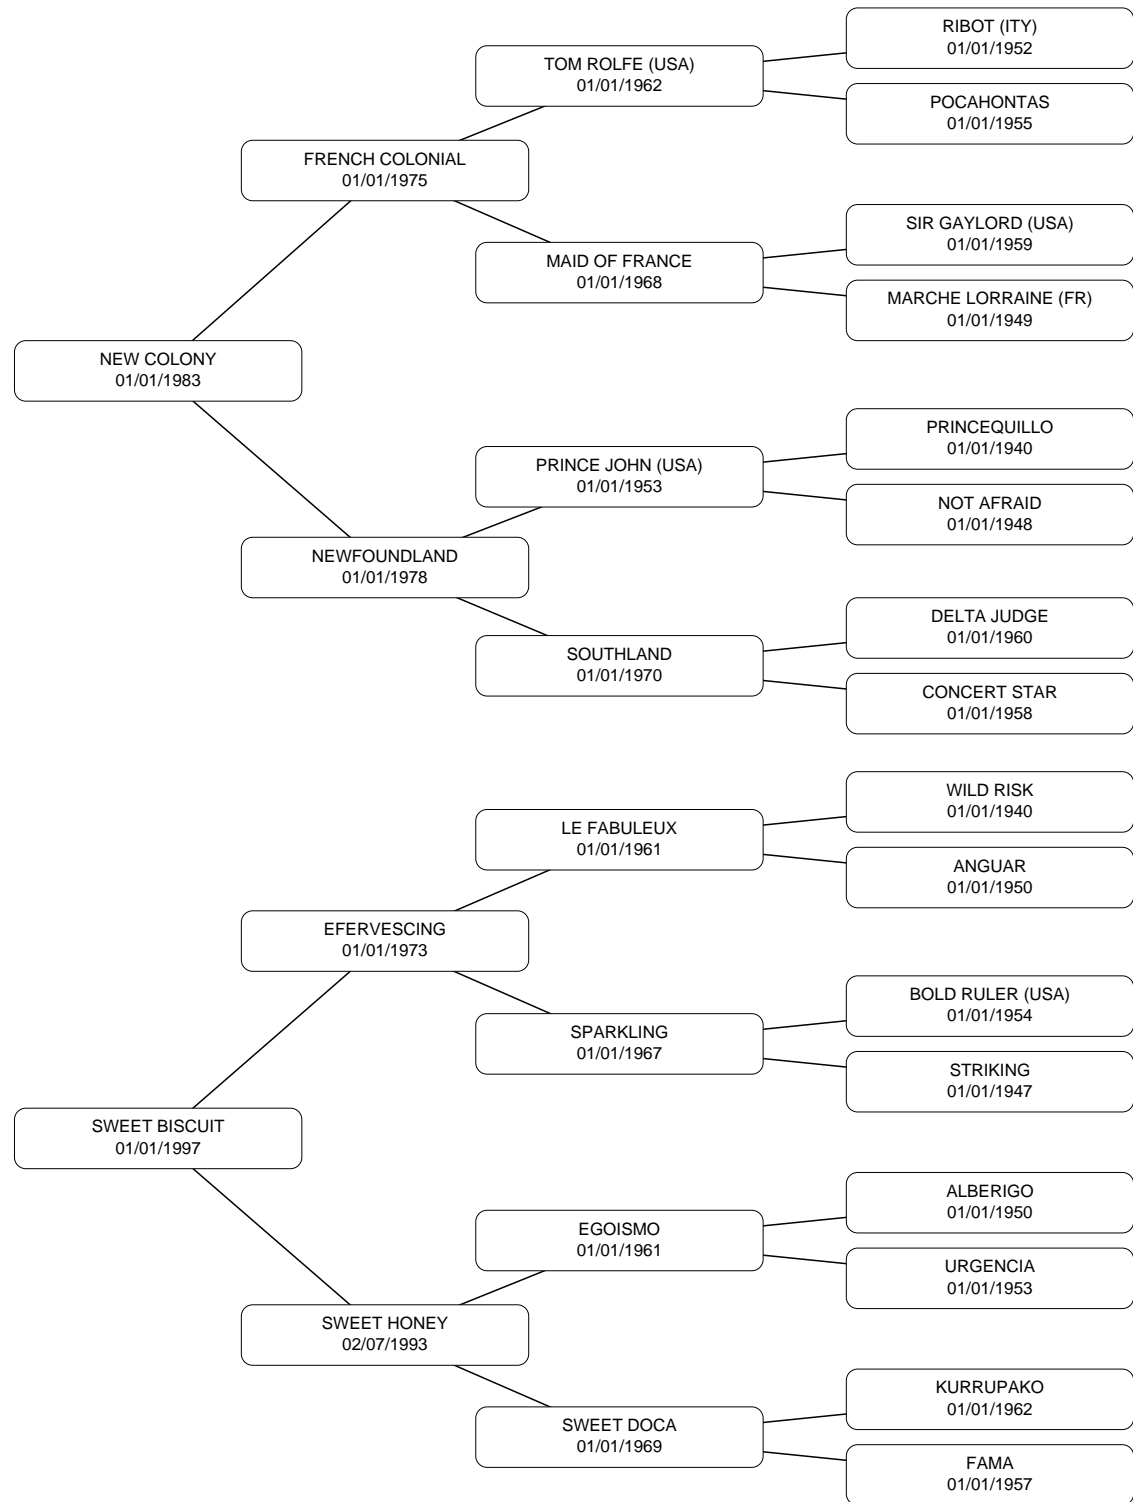 RIBOT (ITY)
01/01/1952
TOM ROLFE (USA)
01/01/1962
POCAHONTAS
01/01/1955
FRENCH COLONIAL
01/01/1975
SIR GAYLORD (USA)
01/01/1959
MAID OF FRANCE
01/01/1968
MARCHE LORRAINE (FR)
01/01/1949
NEW COLONY
01/01/1983
PRINCEQUILLO
01/01/1940
PRINCE JOHN (USA)
01/01/1953
NOT AFRAID
01/01/1948
NEWFOUNDLAND
01/01/1978
DELTA JUDGE
01/01/1960
SOUTHLAND
01/01/1970
CONCERT STAR
01/01/1958
WILD RISK
01/01/1940
LE FABULEUX
01/01/1961
ANGUAR
01/01/1950
EFERVESCING
01/01/1973
BOLD RULER (USA)
01/01/1954
SPARKLING
01/01/1967
STRIKING
01/01/1947
SWEET BISCUIT
01/01/1997
ALBERIGO
01/01/1950
EGOISMO
01/01/1961
URGENCIA
01/01/1953
SWEET HONEY
02/07/1993
KURRUPAKO
01/01/1962
SWEET DOCA
01/01/1969
FAMA
01/01/1957